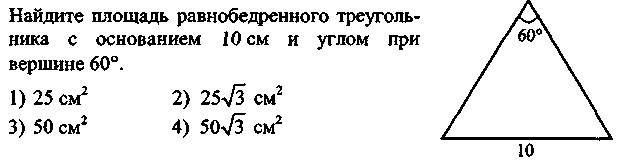 Найдите площадь равнобедренного треуголь-
ника с основанием 10 см и углом при
вершине 60°.
1) 25 см² 2) 25√3 см²
3) 50 см² 4) 50√3 см²
60°
10